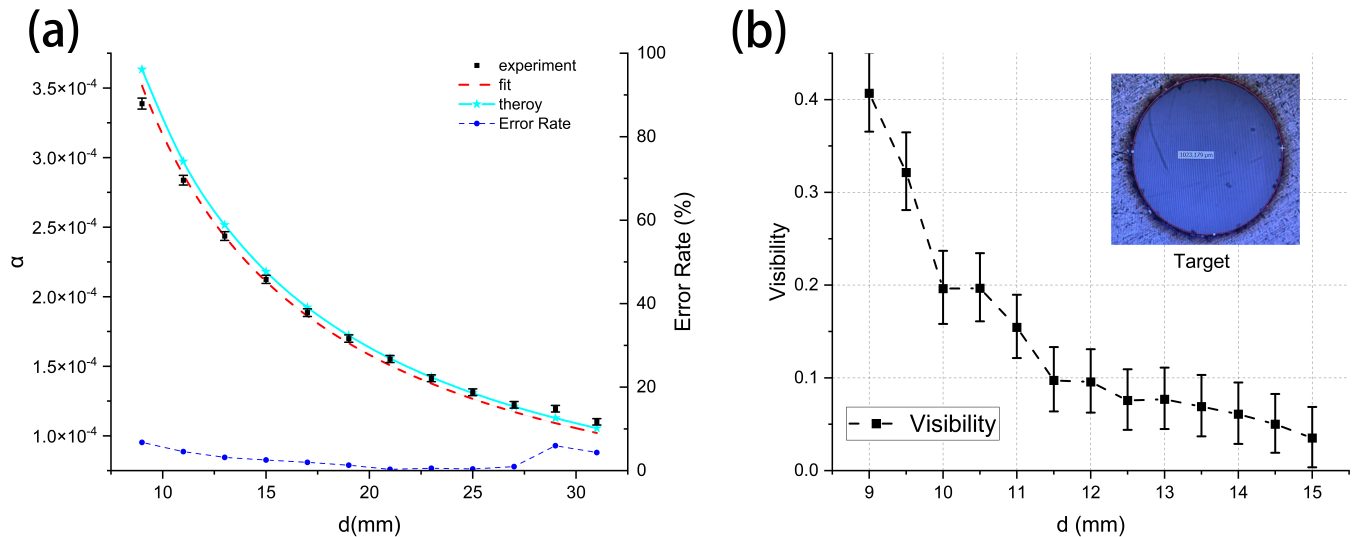 (a)
3.5×10⁻⁴
3.0×10⁻⁴
2.5×10⁻⁴
2.0×10⁻⁴
1.5×10⁻⁴
1.0×10⁻⁴
α
10
15
20
25
30
d(mm)
100
80
60
40
20
0
Error Rate (%)
experiment
fit
theroy
Error Rate
(b)
0.4
0.3
0.2
0.1
0.0
Visibility
9
10
11
12
13
14
15
d (mm)
Visibility
1023,179 μm
Target